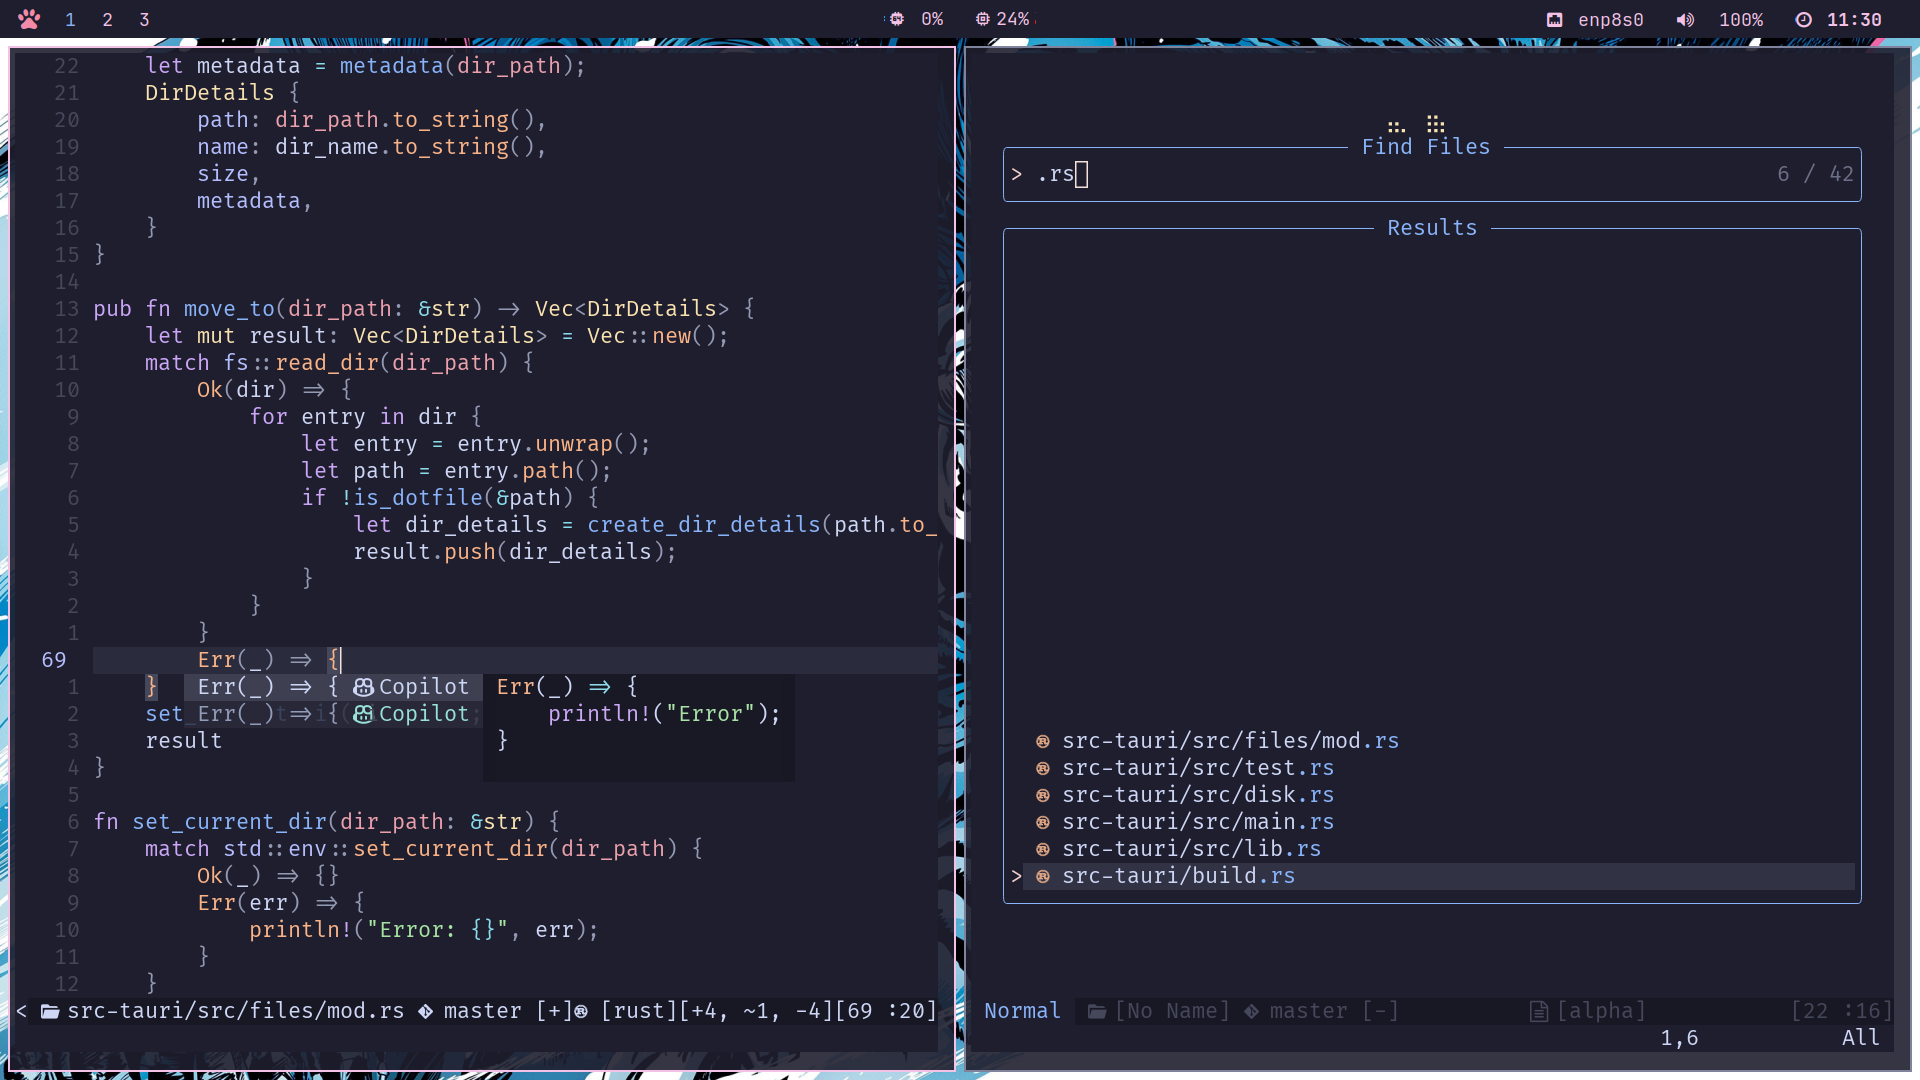 1 2 3 0% 24% enp8s0 100% 11:30
22 let metadata = metadata(dir_path);
21 DirDetails {
20 path: dir_path.to_string(),
19 name: dir_name.to_string(),
18 size,
17 metadata,
16 }
15 }
14
13 pub fn move_to(dir_path: &str) -> Vec<DirDetails> {
12 let mut result: Vec<DirDetails> = Vec::new();
11 match fs::read_dir(dir_path) {
10 Ok(dir) => {
9 for entry in dir {
8 let entry = entry.unwrap();
7 let path = entry.path();
6 if !is_dotfile(&path) {
5 let dir_details = create_dir_details(path.to_
4 result.push(dir_details);
3 }
2 }
1 }
69 Err(_) => {
1 } Err(_) => { Copilot Err(_) => {
2 set_ Err(_) => { Copilot println!("Error");
3 result }
4 }
5
6 fn set_current_dir(dir_path: &str) {
7 match std::env::set_current_dir(dir_path) {
8 Ok(_) => {}
9 Err(err) => {
10 println!("Error: {}", err);
11 }
12 }
< src-tauri/src/files/mod.rs master [+] [rust][+4, ~1, -4][69 :20]
Find Files
> .rs 6 / 42
Results
src-tauri/src/files/mod.rs
src-tauri/src/test.rs
src-tauri/src/disk.rs
src-tauri/src/main.rs
src-tauri/src/lib.rs
> src-tauri/build.rs
Normal [No Name] master [-] [alpha] [22 :16]
1,6 All